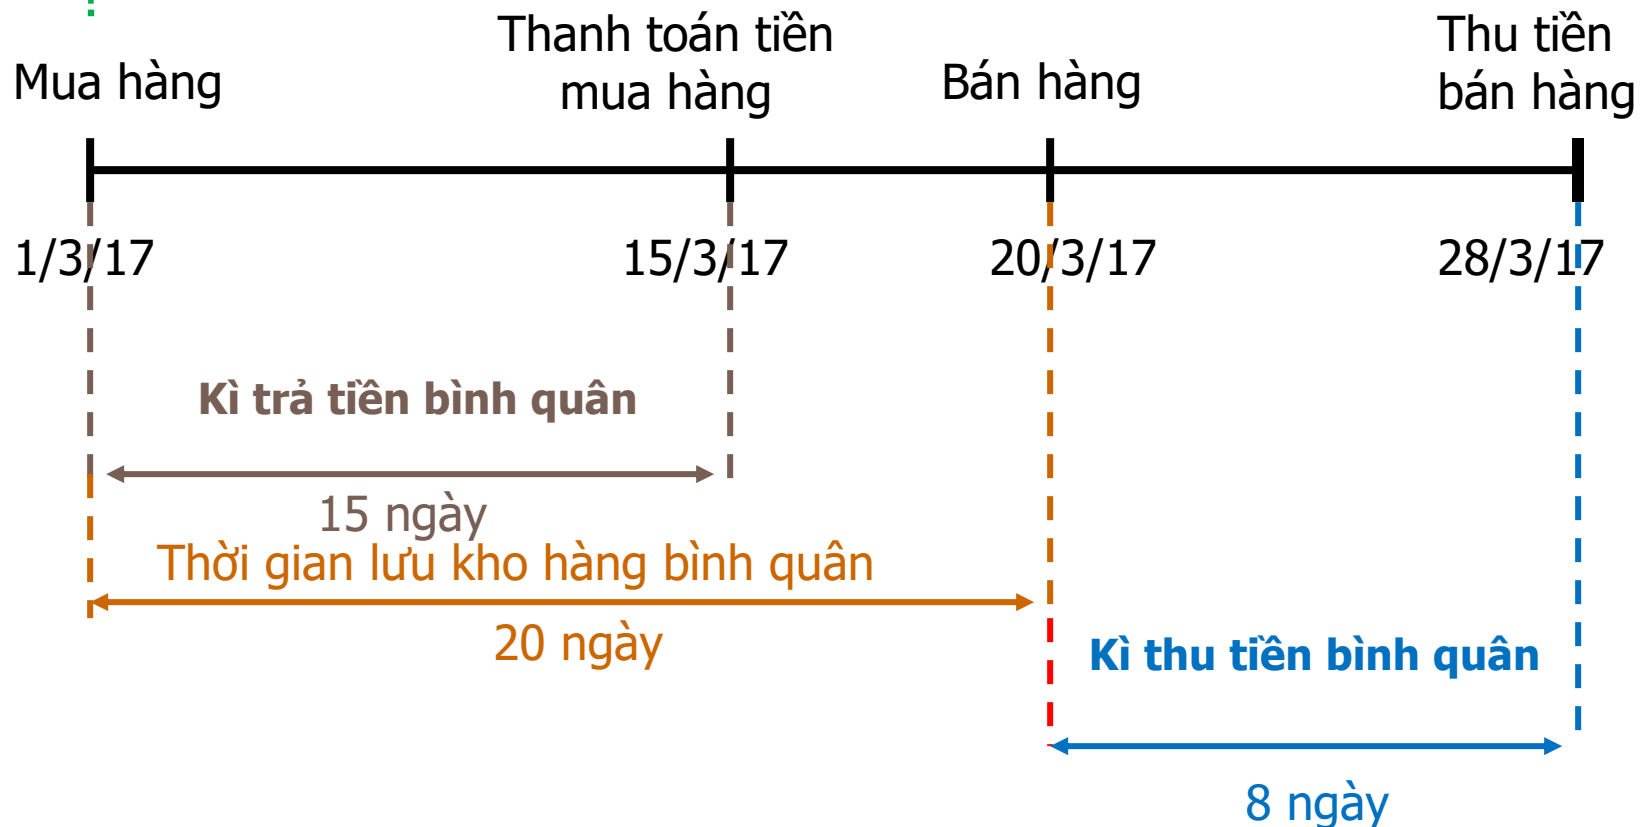 Mua hàng
Thanh toán tiền
mua hàng
Bán hàng
Thu tiền
bán hàng
1/3/17
15/3/17
20/3/17
28/3/17
Kì trả tiền bình quân
15 ngày
Thời gian lưu kho hàng bình quân
20 ngày
Kì thu tiền bình quân
8 ngày